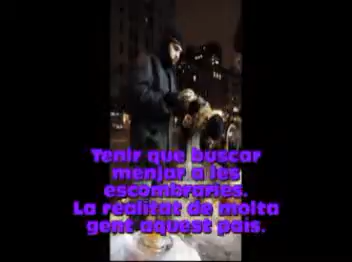 Tenir que buscar
menjar a les
escombraries.
La realitat de molta
gent aquest país.